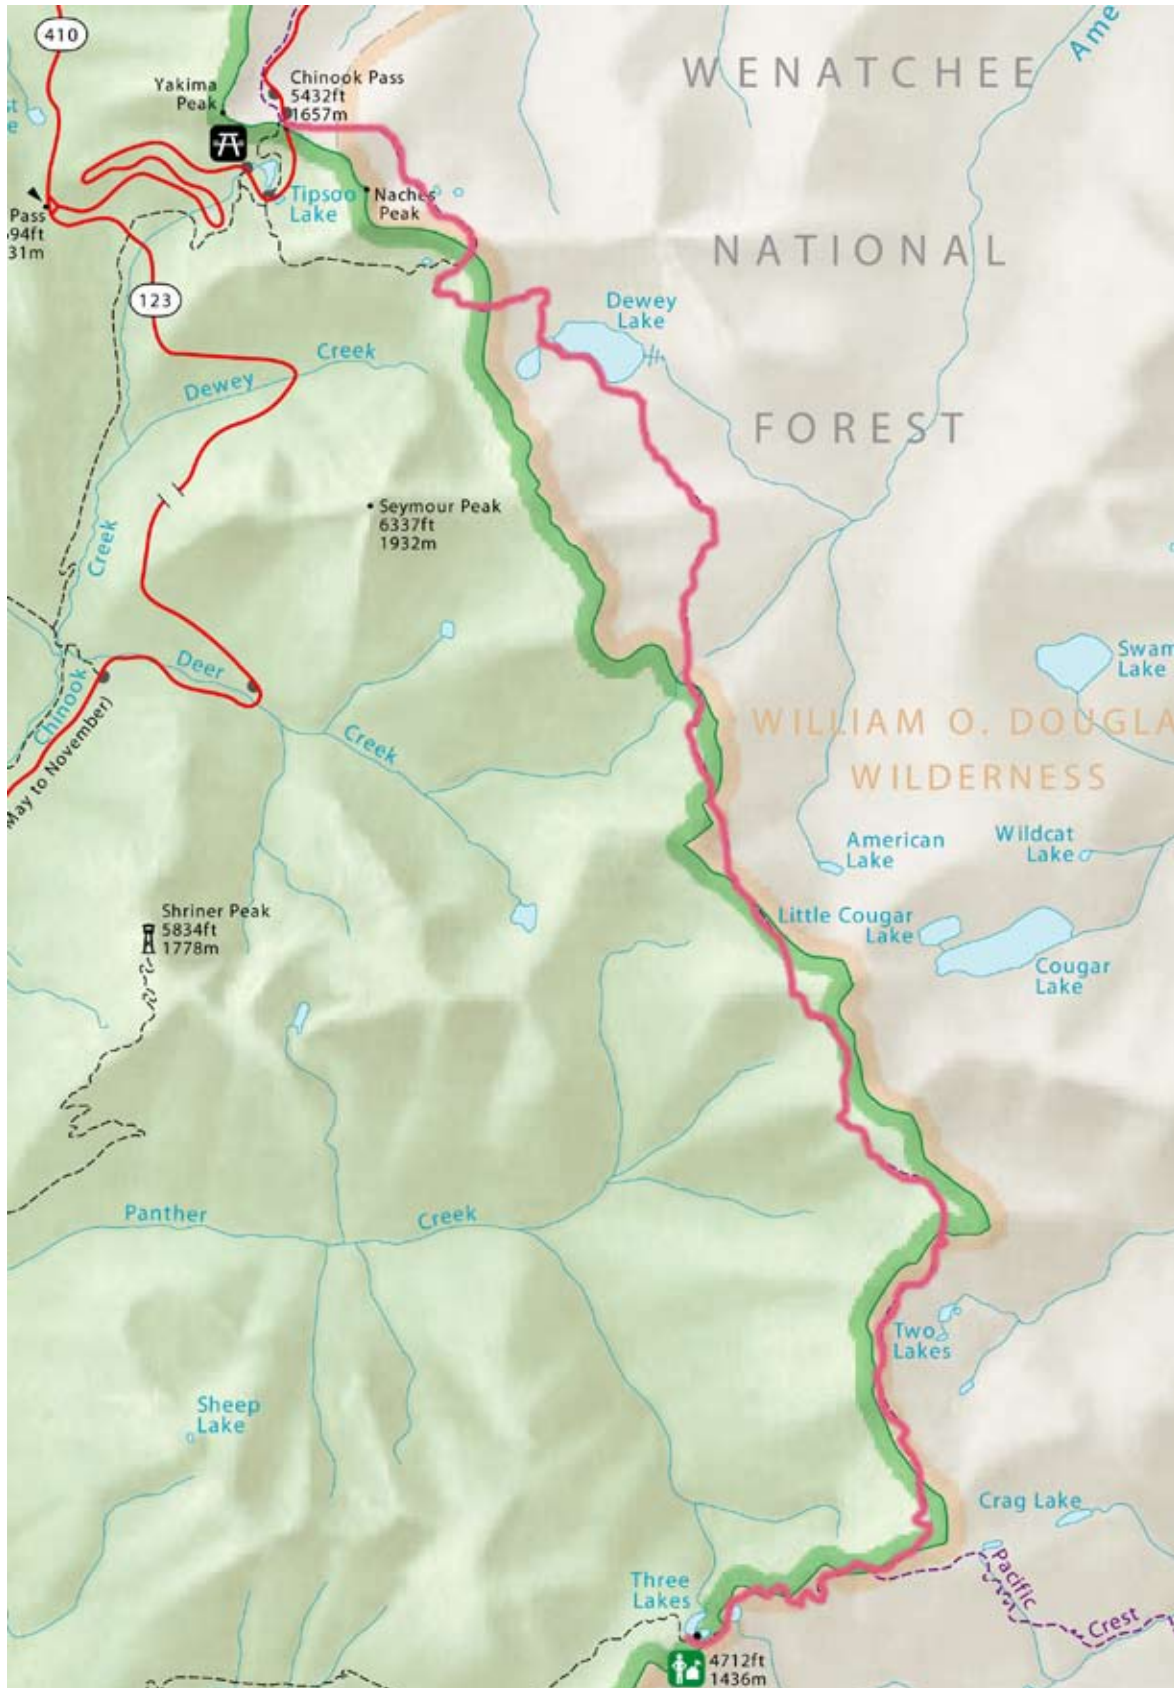 410
Ame
WENATCHEE
Chinook Pass
5432ft
1657m
Yakima
Peak
st
e
Tipsoo
Lake
Naches
Peak
Pass
94ft
31m
NATIONAL
123
Dewey
Lake
Creek
Dewey
FOREST
Seymour Peak
6337ft
1932m
Creek
Swam
Lake
Deer
Chinook
May to November)
Creek
WILLIAM O. DOUGLA
WILDERNESS
American
Lake
Wildcat
Lake
Shriner Peak
5834ft
1778m
Little Cougar
Lake
Cougar
Lake
Panther
Creek
Two
Lakes
Sheep
Lake
Crag Lake
Pacific
Crest
Three
Lakes
4712ft
1436m